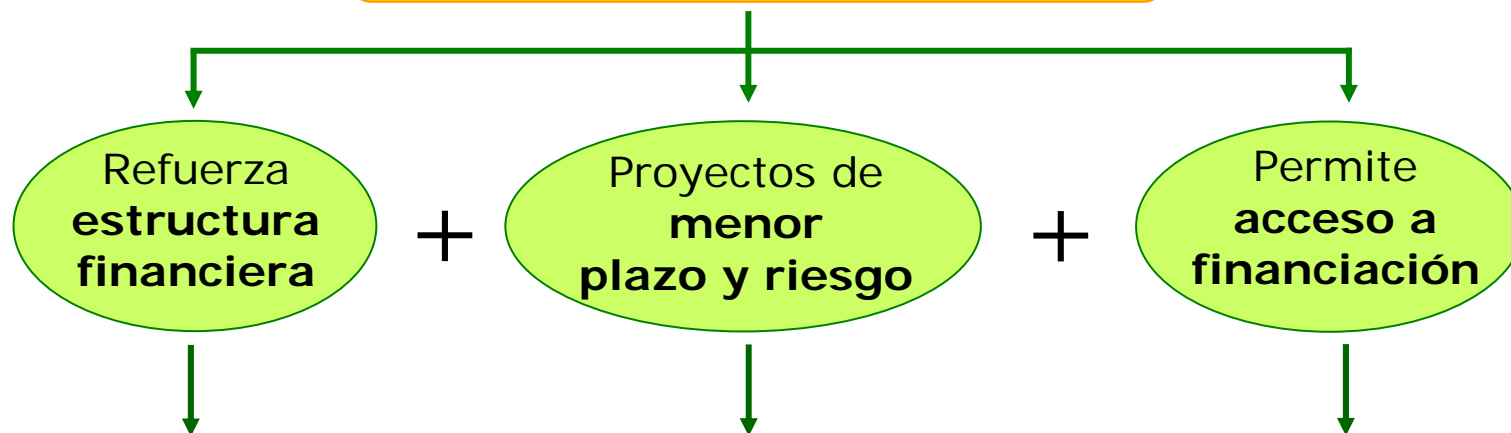 Refuerza
estructura
financiera
+
Proyectos de
menor
plazo y riesgo
+
Permite
acceso a
financiación